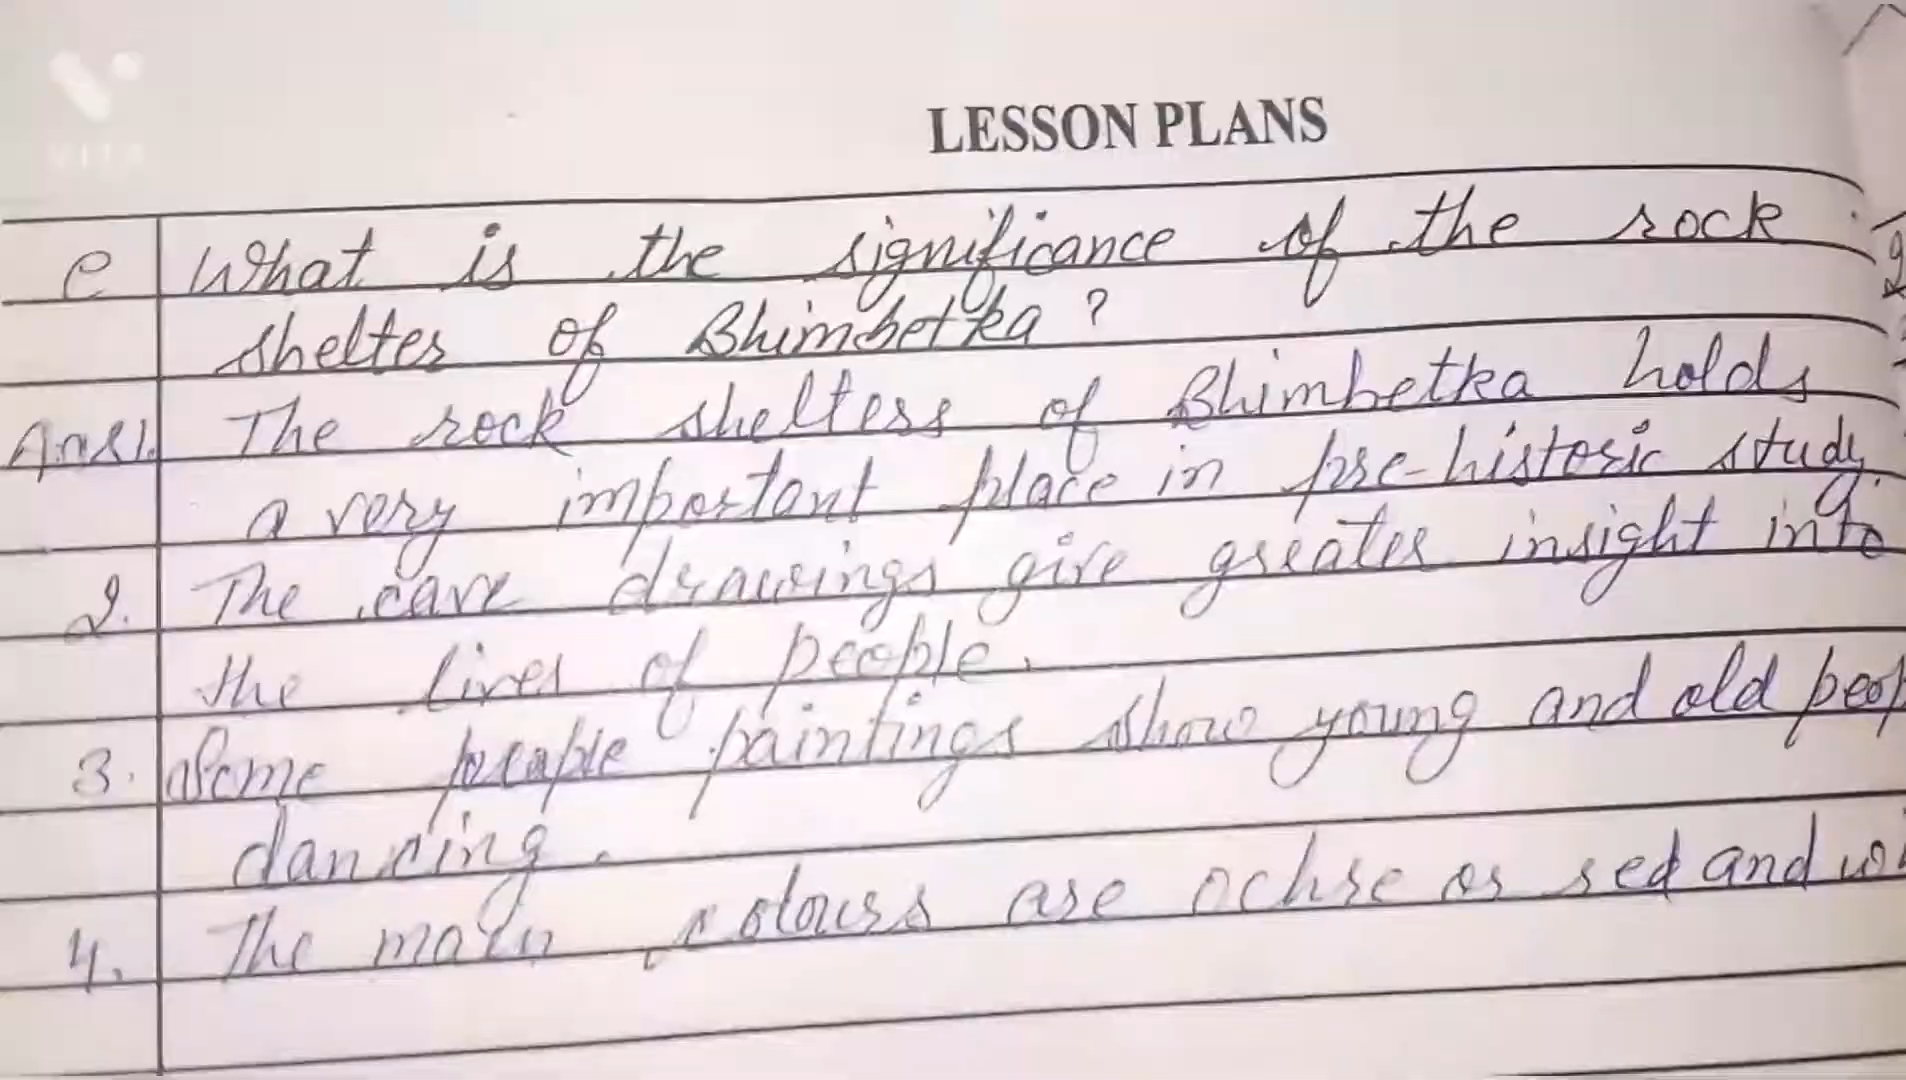 VITA
LESSON PLANS
e What is the significance of the rock
shelter of Bhimbetka?
Ans1. The rock shelters of Bhimbetka holds
a very important place in pre-historic study.
2. The cave drawings give greater insight into
the lives of people.
3. Some people paintings show young and old peop
dancing.
4. The main colours are ochre or red and wi